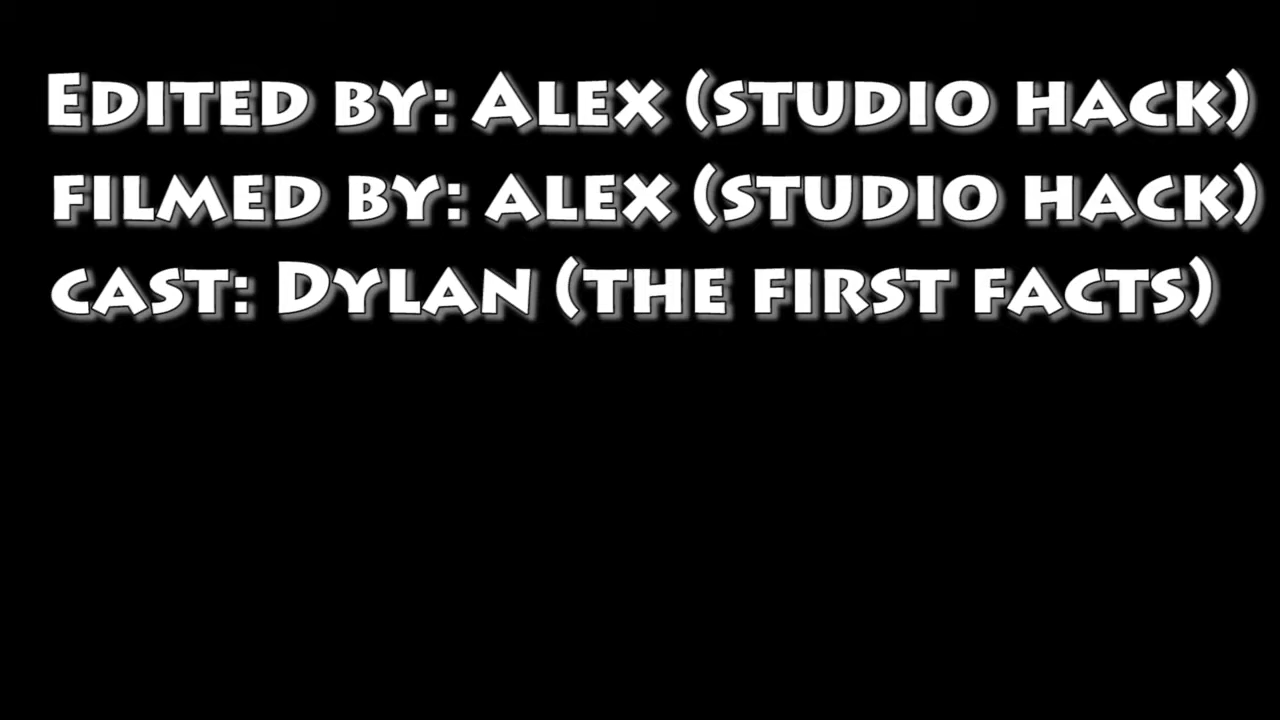 Edited by: Alex (studio hack)
filmed by: alex (studio hack)
cast: Dylan (the first facts)